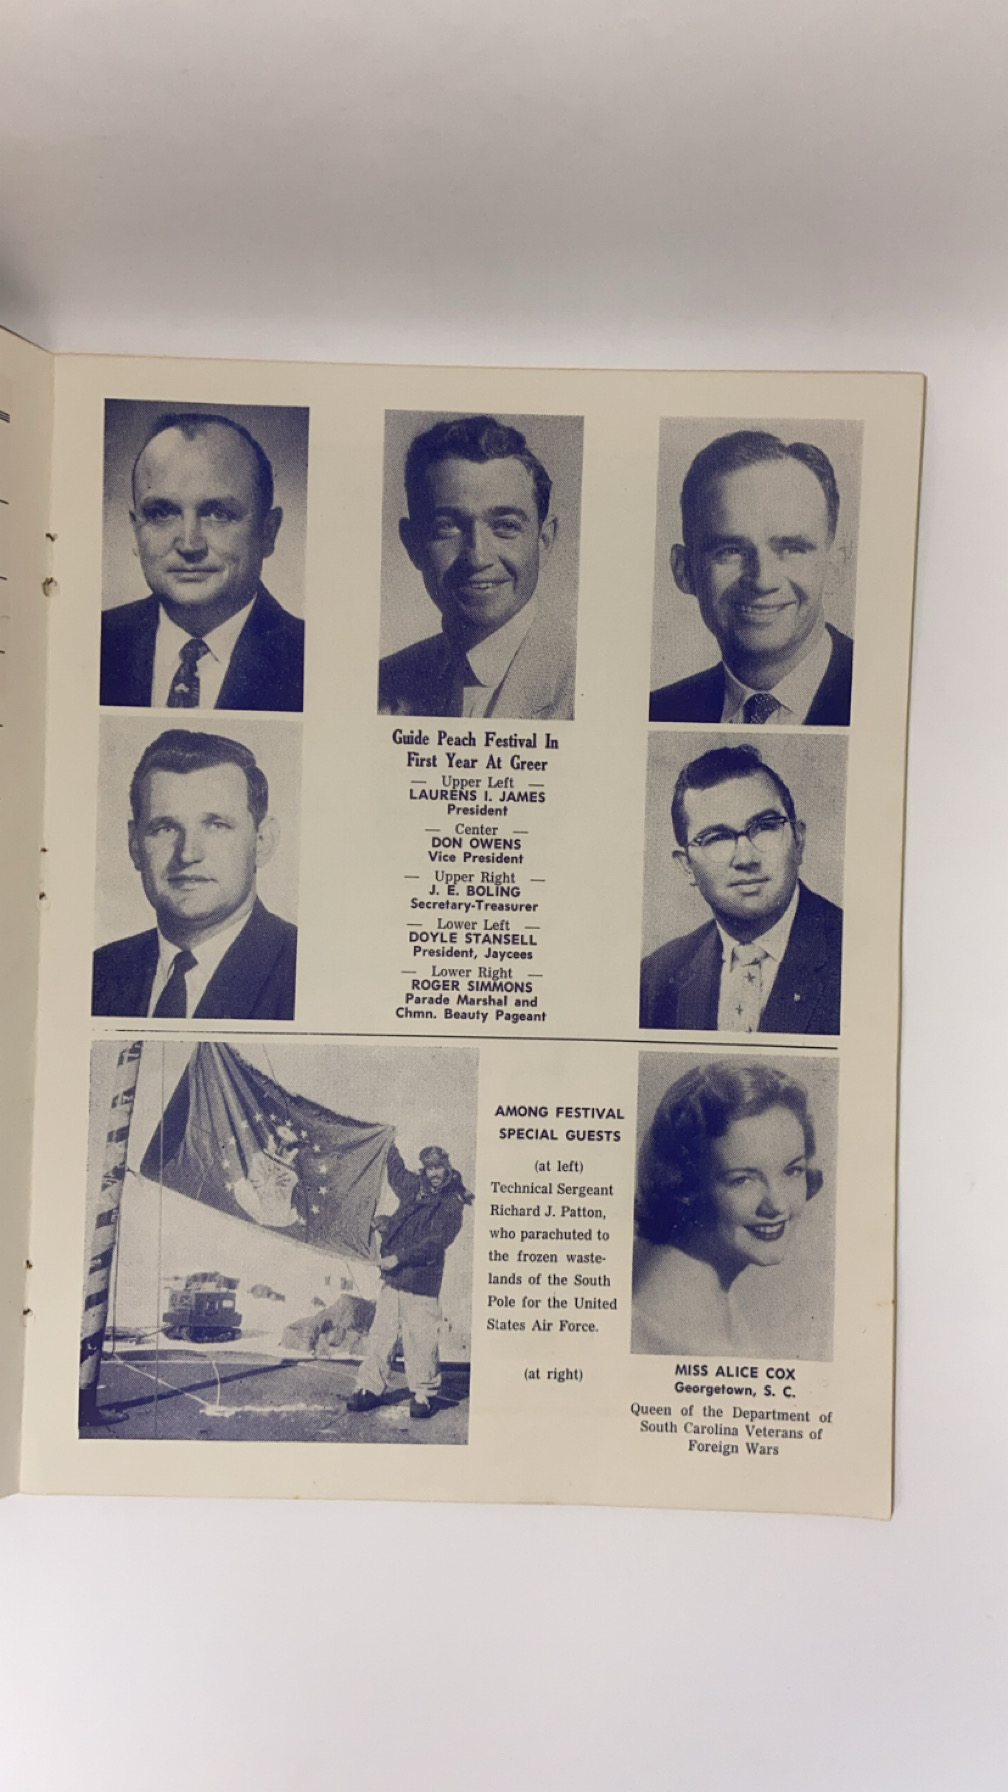 Guide Peach Festival In
First Year At Greer
— Upper Left —
LAURENS I. JAMES
President
— Center —
DON OWENS
Vice President
— Upper Right —
J. E. BOLING
Secretary-Treasurer
— Lower Left —
DOYLE STANSELL
President, Jaycees
— Lower Right —
ROGER SIMMONS
Parade Marshal and
Chmn. Beauty Pageant
AMONG FESTIVAL
SPECIAL GUESTS
(at left)
Technical Sergeant
Richard J. Patton,
who parachuted to
the frozen waste-
lands of the South
Pole for the United
States Air Force.
(at right)
MISS ALICE COX
Georgetown, S. C.
Queen of the Department of
South Carolina Veterans of
Foreign Wars